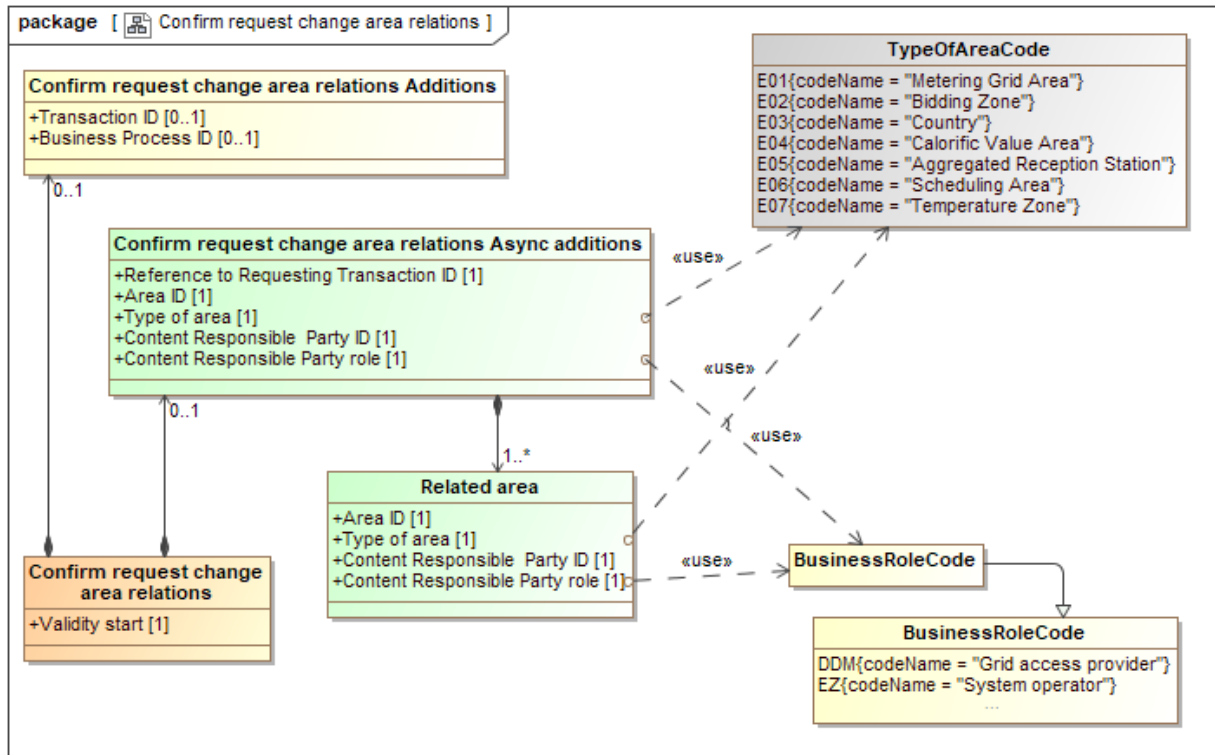 package [ Confirm request change area relations ]
Confirm request change area relations Additions
+Transaction ID [0..1]
+Business Process ID [0..1]
0..1
TypeOfAreaCode
E01{codeName = "Metering Grid Area"}
E02{codeName = "Bidding Zone"}
E03{codeName = "Country"}
E04{codeName = "Calorific Value Area"}
E05{codeName = "Aggregated Reception Station"}
E06{codeName = "Scheduling Area"}
E07{codeName = "Temperature Zone"}
Confirm request change area relations Async additions
+Reference to Requesting Transaction ID [1]
+Area ID [1]
+Type of area [1]
+Content Responsible  Party ID [1]
+Content Responsible Party role [1]
«use»
«use»
«use»
0..1
1..*
Related area
+Area ID [1]
+Type of area [1]
+Content Responsible  Party ID [1]
+Content Responsible Party role [1]
«use»
Confirm request change
area relations
+Validity start [1]
BusinessRoleCode
BusinessRoleCode
DDM{codeName = "Grid access provider"}
EZ{codeName = "System operator"}
...